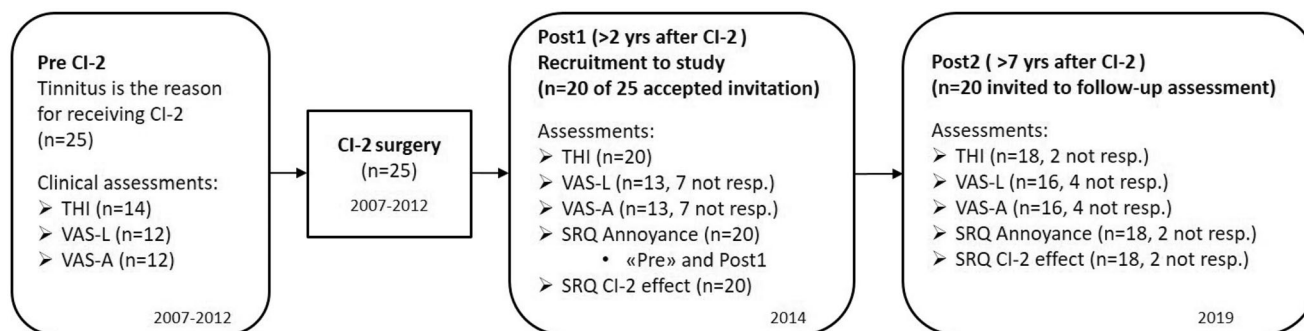 Pre CI-2
Tinnitus is the reason
for receiving CI-2
(n=25)
Clinical assessments:
➢ THI (n=14)
➢ VAS-L (n=12)
➢ VAS-A (n=12)
2007-2012
CI-2 surgery
(n=25)
2007-2012
Post1 (>2 yrs after CI-2)
Recruitment to study
(n=20 of 25 accepted invitation)
Assessments:
➢ THI (n=20)
➢ VAS-L (n=13, 7 not resp.)
➢ VAS-A (n=13, 7 not resp.)
➢ SRQ Annoyance (n=20)
• «Pre» and Post1
➢ SRQ CI-2 effect (n=20)
2014
Post2 ( >7 yrs after CI-2)
(n=20 invited to follow-up assessment)
Assessments:
➢ THI (n=18, 2 not resp.)
➢ VAS-L (n=16, 4 not resp.)
➢ VAS-A (n=16, 4 not resp.)
➢ SRQ Annoyance (n=18, 2 not resp.)
➢ SRQ CI-2 effect (n=18, 2 not resp.)
2019